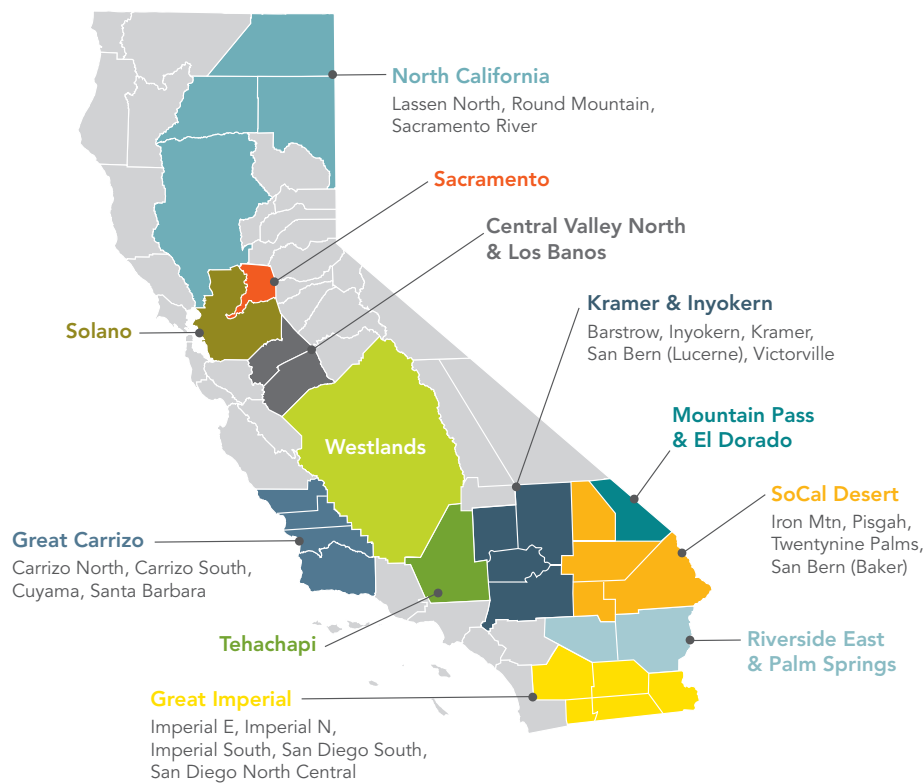 North California
Lassen North, Round Mountain,
Sacramento River
Sacramento
Central Valley North
& Los Banos
Kramer & Inyokern
Barstrow, Inyokern, Kramer,
San Bern (Lucerne), Victorville
Solano
Mountain Pass
& El Dorado
Westlands
SoCal Desert
Iron Mtn, Pisgah,
Twentynine Palms,
San Bern (Baker)
Great Carrizo
Carrizo North, Carrizo South,
Cuyama, Santa Barbara
Tehachapi
Riverside East
& Palm Springs
Great Imperial
Imperial E, Imperial N,
Imperial South, San Diego South,
San Diego North Central